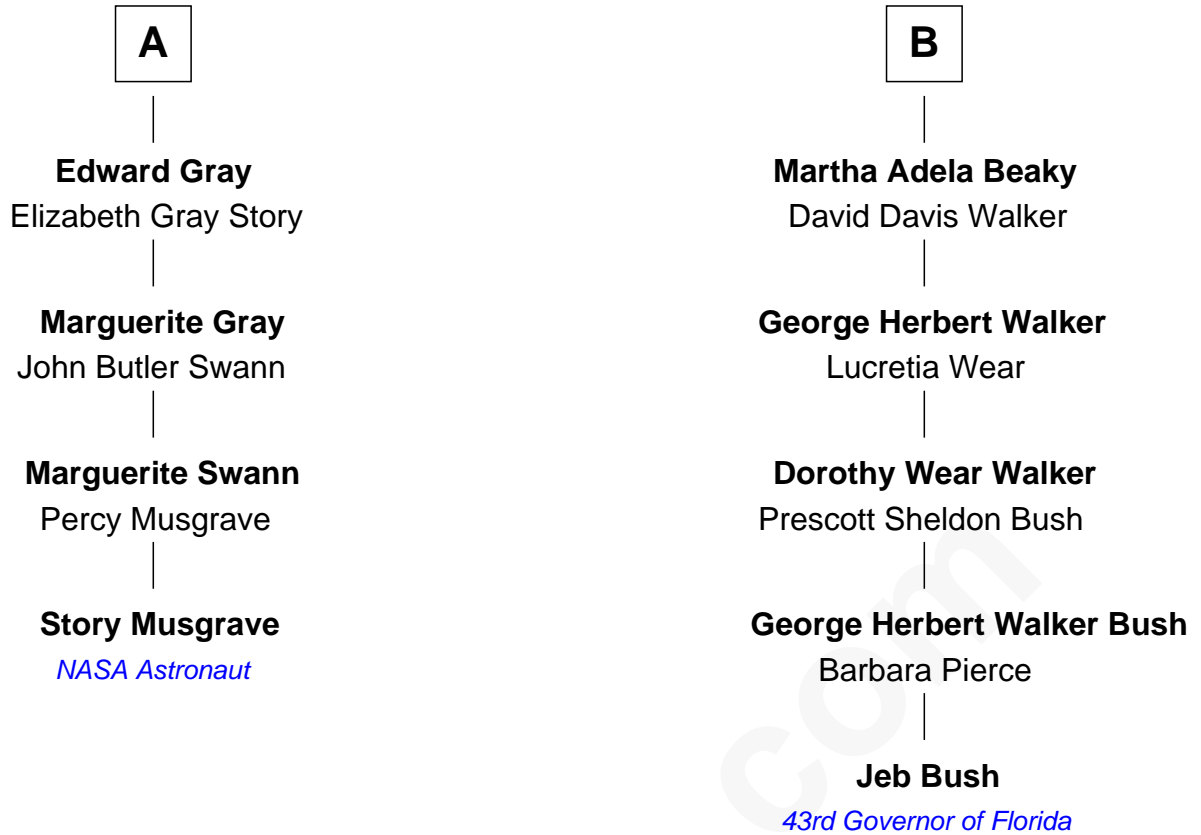 A
Edward Gray
Elizabeth Gray Story
Marguerite Gray
John Butler Swann
Marguerite Swann
Percy Musgrave
Story Musgrave
NASA Astronaut
B
Martha Adela Beaky
David Davis Walker
George Herbert Walker
Lucretia Wear
Dorothy Wear Walker
Prescott Sheldon Bush
George Herbert Walker Bush
Barbara Pierce
Jeb Bush
43rd Governor of Florida
com